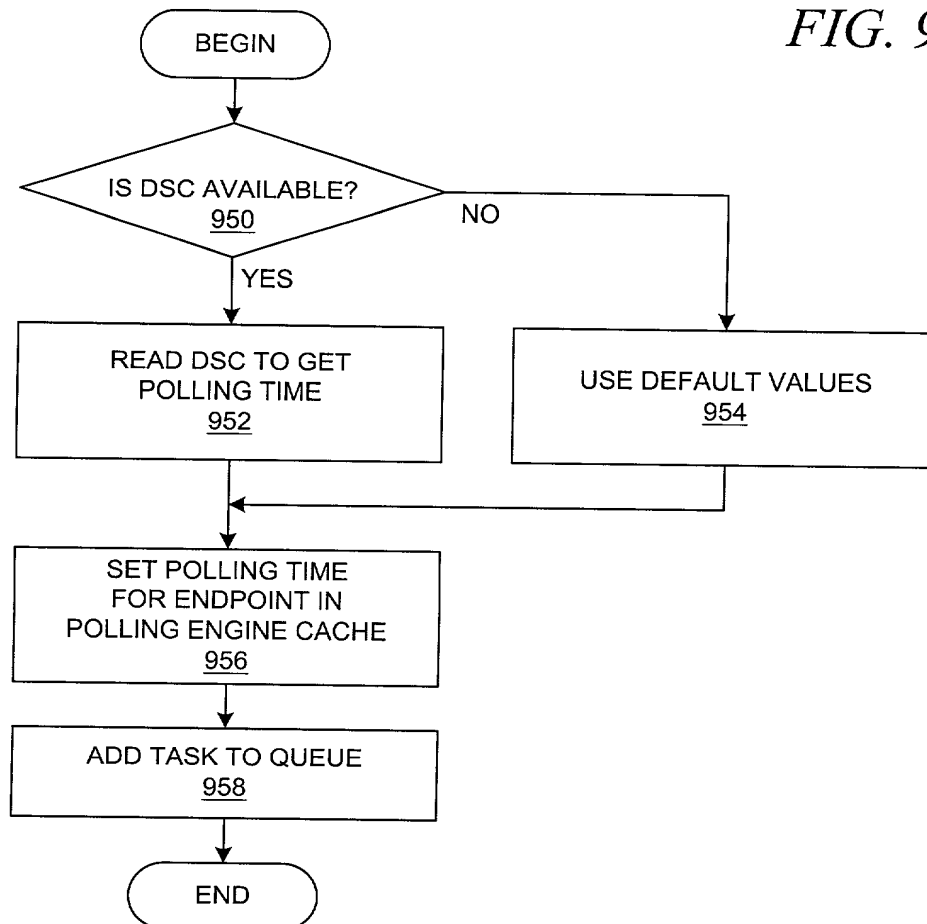 FIG. 9
BEGIN
IS DSC AVAILABLE?
950
NO
YES
READ DSC TO GET
POLLING TIME
952
USE DEFAULT VALUES
954
SET POLLING TIME
FOR ENDPOINT IN
POLLING ENGINE CACHE
956
ADD TASK TO QUEUE
958
END